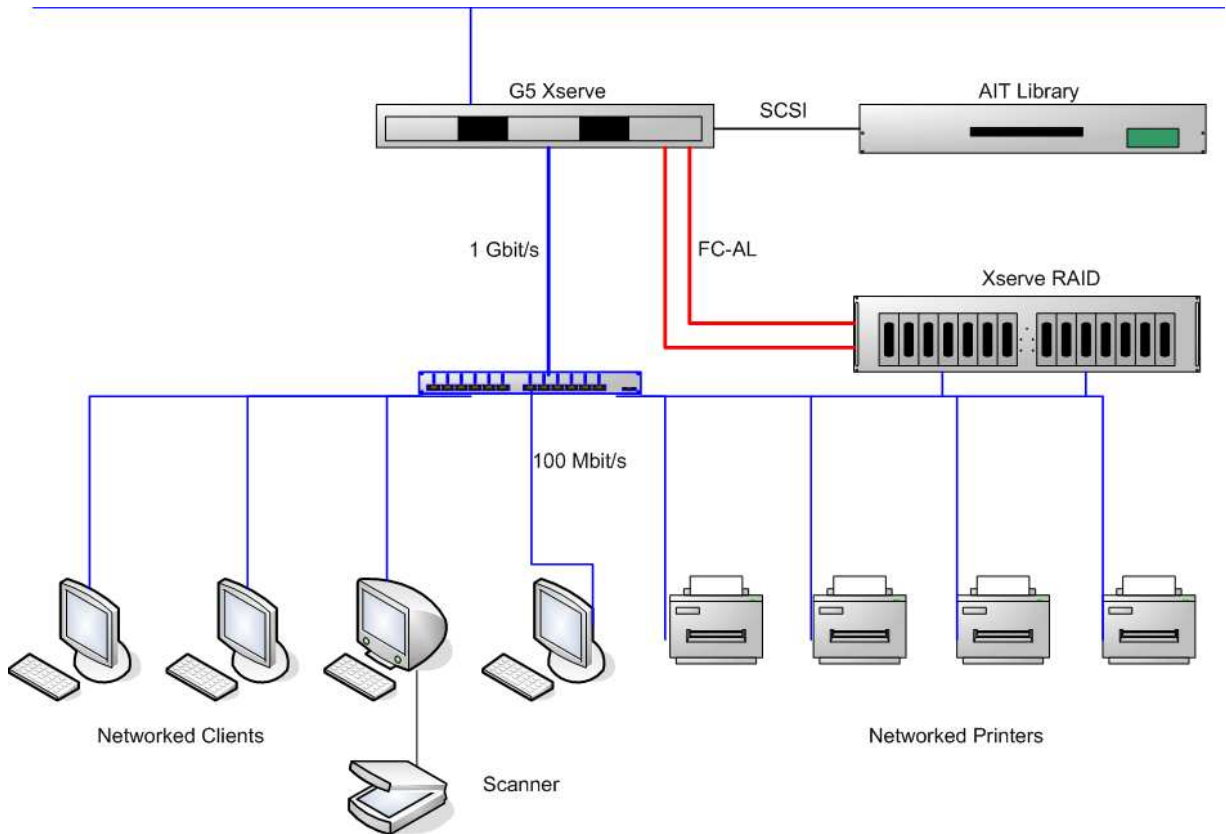 G5 Xserve
AIT Library
SCSI
1 Gbit/s
FC-AL
Xserve RAID
100 Mbit/s
Networked Clients
Networked Printers
Scanner